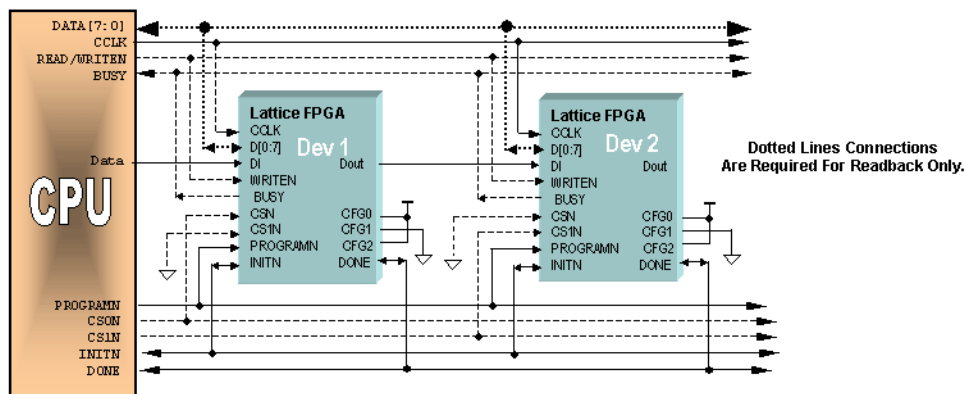 DATA[7:0]
CCLK
READ/WRITEN
BUSY
Data
CPU
PROGRAMN
CS0N
CS1N
INITN
DONE
Lattice FPGA
Dev 1
CCLK
D[0:7]
DI
Dout
WRITEN
BUSY
CSN
CFG0
CS1N
CFG1
PROGRAMN
CFG2
INITN
DONE
Lattice FPGA
Dev 2
CCLK
D[0:7]
DI
Dout
WRITEN
BUSY
CSN
CFG0
CS1N
CFG1
PROGRAMN
CFG2
INITN
DONE
Dotted Lines Connections
Are Required For Readback Only.